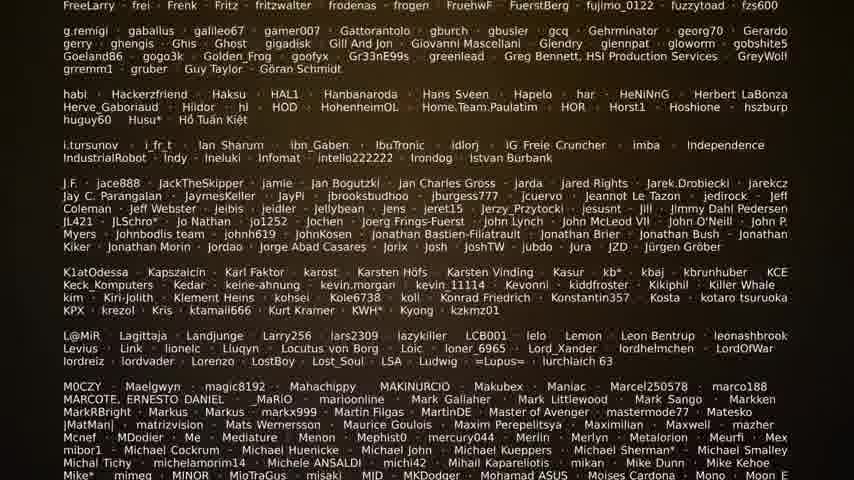 FreeLarry · frei · Frenk · Fritz · fritzwalter · frodenas · frogen · FruehwF · FuerstBerg · fujimo_0122 · fuzzytoad · fzs600
g.remigi · gaballus · galileo67 · gamer007 · Gattorantolo · gburch · gbusler · gcq · Gehrminator · georg70 · Gerardo
gerry · ghengis · Ghis · Ghost · gigadisk · Gill And Jon · Giovanni Mascellani · Glendry · glennpat · gloworm · gobshite5
Goeland86 · gogo3k · Golden_Frog · goofyx · Gr33nE99s · greenlead · Greg Bennett, HSI Production Services · GreyWolf
grremm1 · gruber · Guy Taylor · Göran Schmidt
habi · Hackerzfriend · Haksu · HAL1 · Hanbanaroda · Hans Sveen · Hapelo · har · HeNiNnG · Herbert LaBonza
Herve_Gaboriaud · Hildor · hl · HOD · HohenheimOL · Home.Team.Paulatim · HOR · Horst1 · Hoshione · hszburp
huguy60 · Husu* · Hồ Tuấn Kiệt
i.tursunov · i_fr_t · Ian Sharum · ibn_Gaben · IbuTronic · idlorj · IG Freie Cruncher · imba · Independence
IndustrialRobot · Indy · Ineluki · Infomat · intello222222 · Irondog · Istvan Burbank
J.F. · jace888 · JackTheSkipper · jamie · Jan Bogutzki · Jan Charles Gross · jarda · Jared Rights · Jarek.Drobiecki · jarekcz
Jay C. Parangalan · JaymesKeller · JayPi · jbrooksbudhoo · jburgess777 · jcuervo · Jeannot Le Tazon · jedirock · Jeff
Coleman · Jeff Webster · Jeibis · jeidler · jellybean · Jens · jeret15 · Jerzy_Przytocki · jesusnt · Jill · Jimmy Dahl Pedersen
JL421 · JLSchro* · Jo Nathan · Jo1252 · Jochen · Joerg Frings-Fuerst · John Lynch · John McLeod VII · John O'Neill · John P.
Myers · Johnbodlis team · johnh619 · JohnKosen · Jonathan Bastien-Filiatrault · Jonathan Brier · Jonathan Bush · Jonathan
Kiker · Jonathan Morin · Jordao · Jorge Abad Casares · Jorix · Josh · JoshTW · jubdo · Jura · JZD · Jürgen Gröber
K1atOdessa · Kapszaicin · Karl Faktor · karost · Karsten Höfs · Karsten Vinding · Kasur · kb* · kbaj · kbrunhuber · KCE
Keck_Komputers · Kedar · keine-ahnung · kevin.morgan · kevin_11114 · Kevonni · kiddfroster · Kikiphil · Killer Whale
kim · Kiri-Jolith · Klement Heins · kohsei · Kole6738 · koll · Konrad Friedrich · Konstantin357 · Kosta · kotaro tsuruoka
KPX · krezol · Kris · ktamail666 · Kurt Kramer · KWH* · Kyong · kzkmz01
L@MiR · Lagittaja · Landjunge · Larry256 · lars2309 · lazykiller · LCB001 · lelo · Lemon · Leon Bentrup · leonashbrook
Levius · Link · lionelc · Lluqyn · Locutus von Borg · Loic · loner_6965 · Lord_Xander · lordhelmchen · LordOfWar
lordreiz · lordvader · Lorenzo · LostBoy · Lost_Soul · LSA · Ludwig · =Lupus= · lurchlaich 63
M0CZY · Maelgwyn · magic8192 · Mahachippy · MAKINURCIO · Makubex · Maniac · Marcel250578 · marco188
MARCOTE, ERNESTO DANIEL · _MaRiO · marioonline · Mark Gallaher · Mark Littlewood · Mark Sango · Markken
MarkRBright · Markus · Markus · markx999 · Martin Filgas · MartinDE · Master of Avenger · mastermode77 · Matesko
|MatMan| · matrizvision · Mats Wernersson · Maurice Goulois · Maxim Perepelitsya · Maximilian · Maxwell · mazher
Mcnef · MDodier · Me · Mediature · Menon · Mephist0 · mercury044 · Merlin · Merlyn · Metalorion · Meurfi · Mex
mibor1 · Michael Cockrum · Michael Huenicke · Michael John · Michael Kueppers · Michael Sherman* · Michael Smalley
Michal Tichy · michelamorim14 · Michele ANSALDI · michi42 · Mihail Kapareliotis · mikan · Mike Dunn · Mike Kehoe
Mike* · mimeq · MINOR · MioTraGus · misaki · MJD · MKDodger · Mohamad ASUS · Moises Cardona · Mono · Moon E